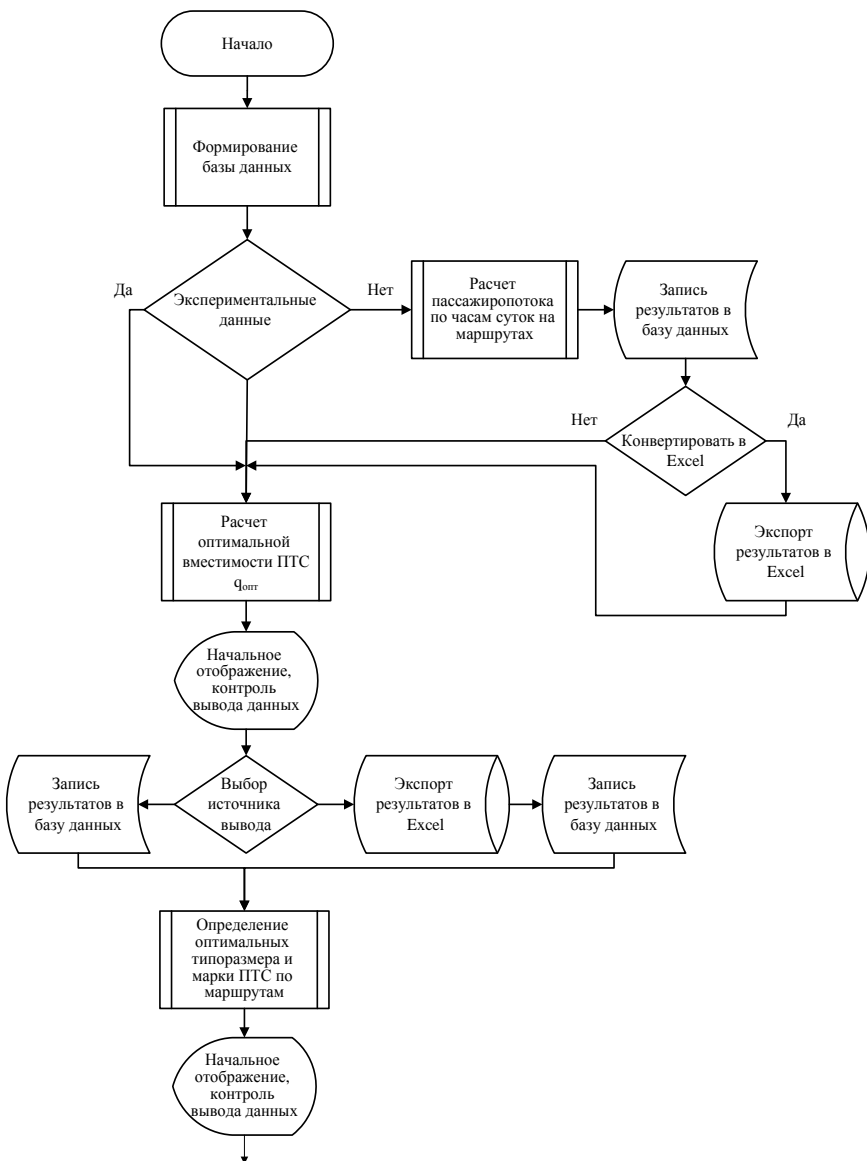 Начало
Формирование
базы данных
Да
Экспериментальные
данные
Нет
Расчет
пассажиропотока
по часам суток на
маршрутах
Запись
результатов в
базу данных
Нет
Конвертировать в
Excel
Да
Расчет
оптимальной
вместимости ПТС
qопт
Экспорт
результатов в
Excel
Начальное
отображение,
контроль
вывода данных
Запись
результатов в
базу данных
Выбор
источника
вывода
Экспорт
результатов в
Excel
Запись
результатов в
базу данных
Определение
оптимальных
типоразмера и
марки ПТС по
маршрутам
Начальное
отображение,
контроль
вывода данных